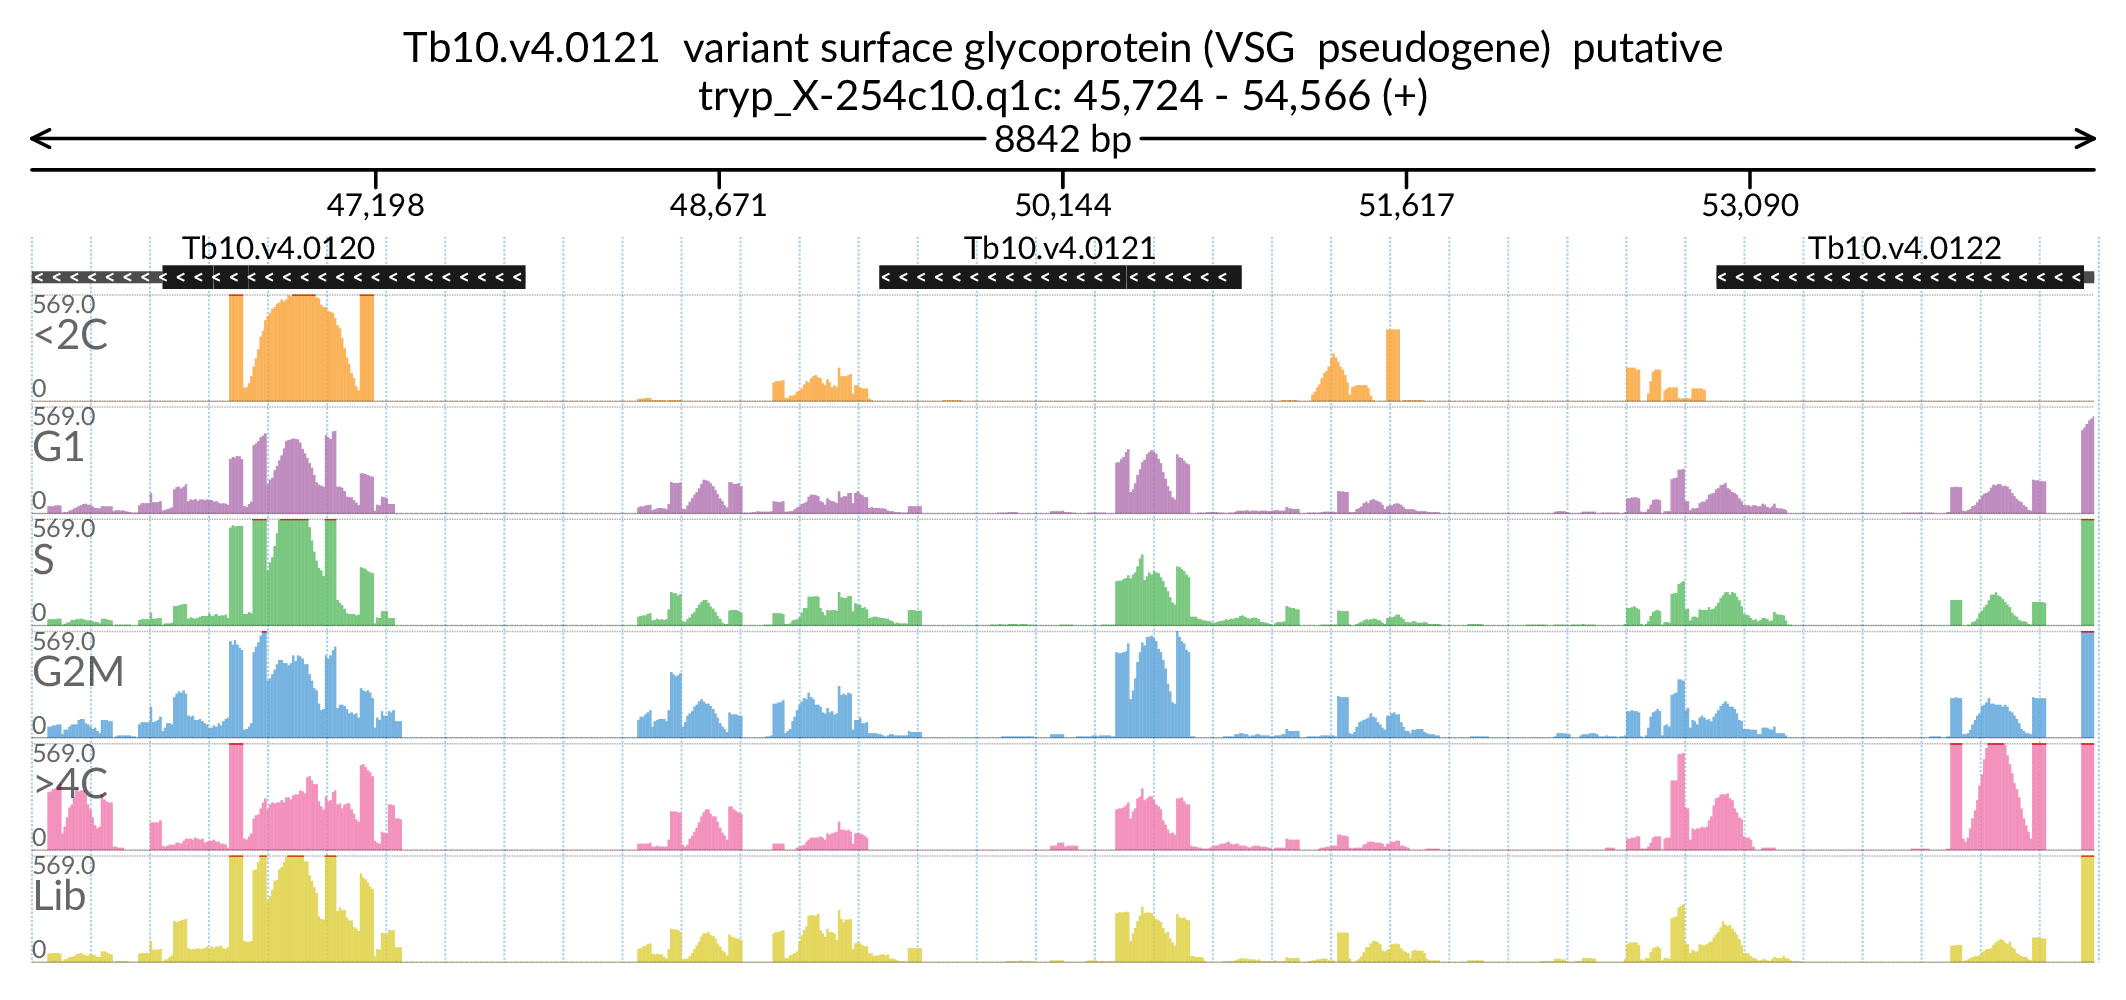 Tb10.v4.0121 variant surface glycoprotein (VSG pseudogene) putative
tryp_X-254c10.q1c: 45,724 - 54,566 (+)
8842 bp
47,198 48,671 50,144 51,617 53,090
Tb10.v4.0120 Tb10.v4.0121 Tb10.v4.0122
569.0
<2C
0
569.0
G1
0
569.0
S
0
569.0
G2M
0
569.0
>4C
0
569.0
Lib
0